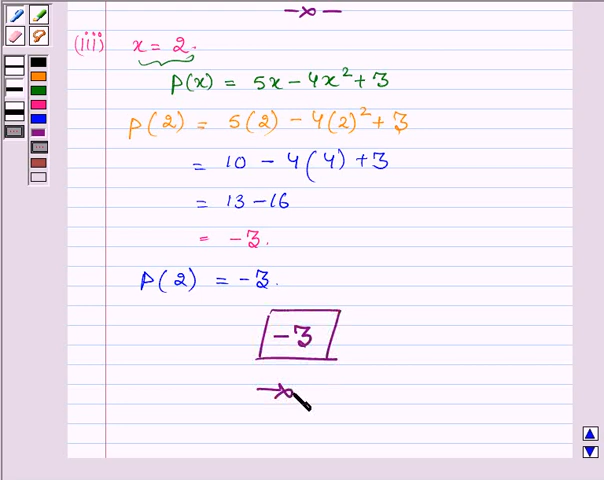 (iii) x = 2.
P(x) = 5x - 4x² + 3
P(2) = 5(2) - 4(2)² + 3
= 10 - 4(4) + 3
= 13 - 16
= -3.
P(2) = -3.
-3